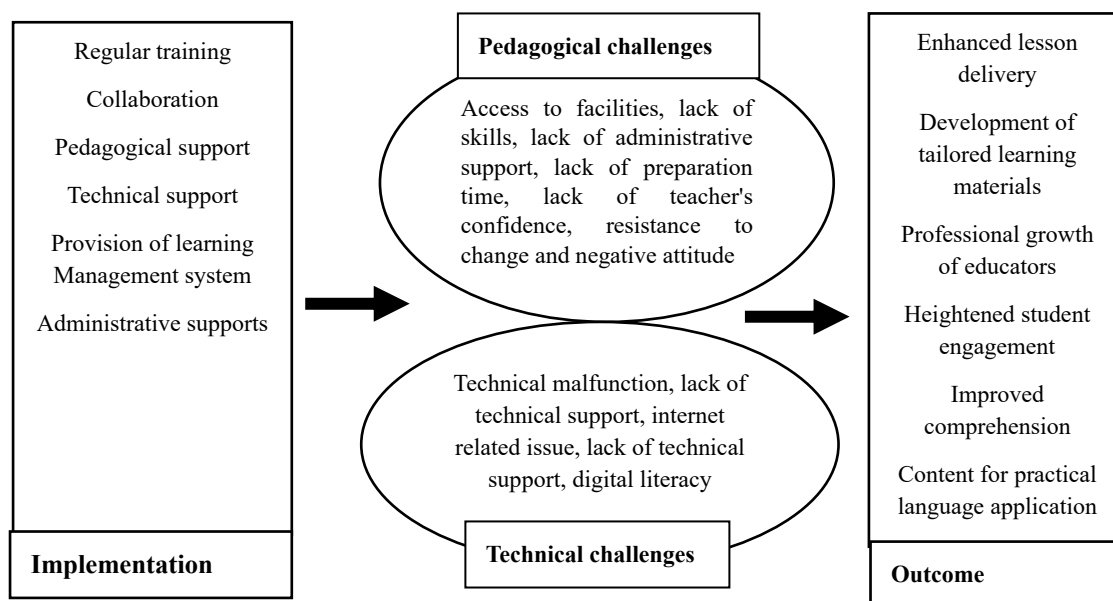 Regular training
Collaboration
Pedagogical support
Technical support
Provision of learning
Management system
Administrative supports
Implementation
Pedagogical challenges
Access to facilities, lack of
skills, lack of administrative
support, lack of preparation
time, lack of teacher's
confidence, resistance to
change and negative attitude
Technical malfunction, lack of
technical support, internet
related issue, lack of technical
support, digital literacy
Technical challenges
Enhanced lesson
delivery
Development of
tailored learning
materials
Professional growth
of educators
Heightened student
engagement
Improved
comprehension
Content for practical
language application
Outcome